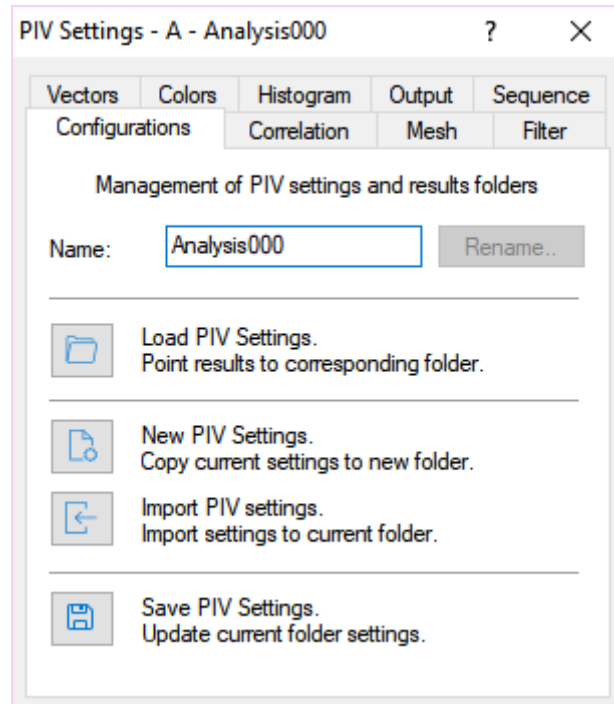 PIV Settings - A - Analysis000 ? ×
Vectors Colors Histogram Output Sequence
Configurations Correlation Mesh Filter
Management of PIV settings and results folders
Name: Analysis000 Rename..
Load PIV Settings.
Point results to corresponding folder.
New PIV Settings.
Copy current settings to new folder.
Import PIV settings.
Import settings to current folder.
Save PIV Settings.
Update current folder settings.